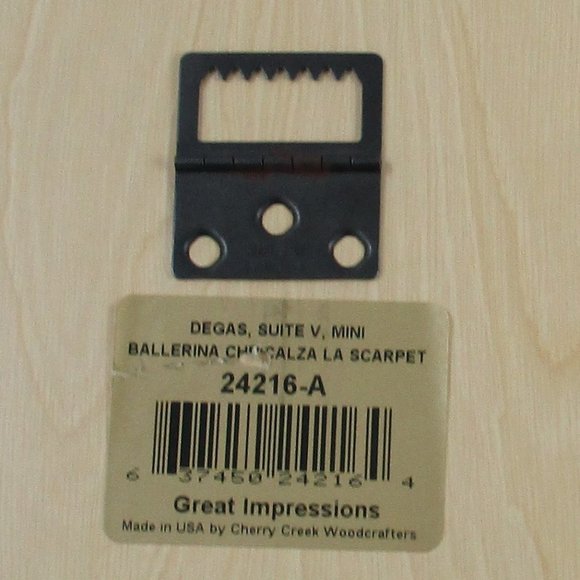 DEGAS, SUITE V, MINI
BALLERINA CHE CALZA LA SCARPET
24216-A
6 37450 24216 4
Great Impressions
Made in USA by Cherry Creek Woodcrafters